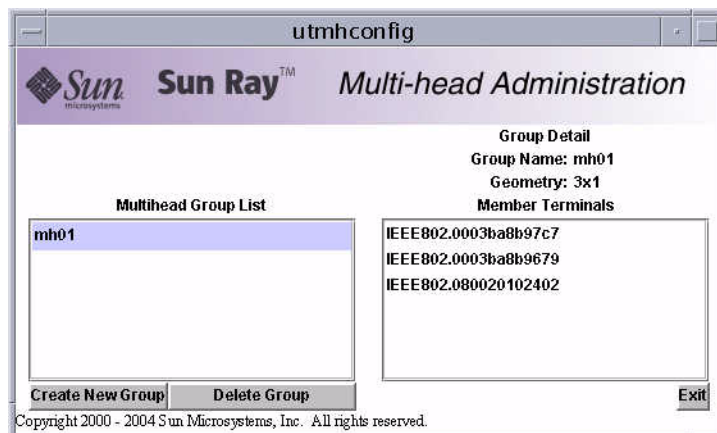 utmhconfig
Sun
microsystems
Sun Ray™
Multi-head Administration
Group Detail
Group Name: mh01
Geometry: 3x1
Multihead Group List
Member Terminals
mh01
IEEE802.0003ba8b97c7
IEEE802.0003ba8b9679
IEEE802.080020102402
Create New Group
Delete Group
Exit
Copyright 2000 - 2004 Sun Microsystems, Inc. All rights reserved.